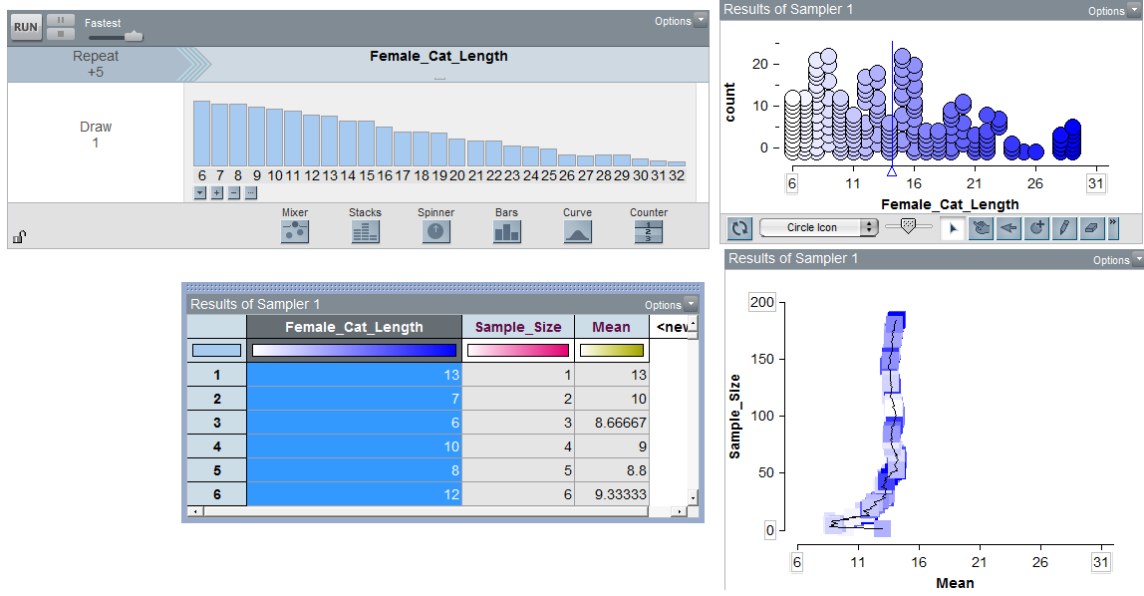 RUN
Fastest
Options
Repeat
+5
Female_Cat_Length
Draw
1
6 7 8 9 10 11 12 13 14 15 16 17 18 19 20 21 22 23 24 25 26 27 28 29 30 31 32
Mixer Stacks Spinner Bars Curve Counter
1
2
3
Results of Sampler 1 Options
count
20
10
0
6 11 16 21 26 31
Female_Cat_Length
Circle Icon
Results of Sampler 1 Options
Female_Cat_Length Sample_Size Mean <new
1 13 1 13
2 7 2 10
3 6 3 8.66667
4 10 4 9
5 8 5 8.8
6 12 6 9.33333
Results of Sampler 1 Options
Sample_Size
200
150
100
50
0
6 11 16 21 26 31
Mean